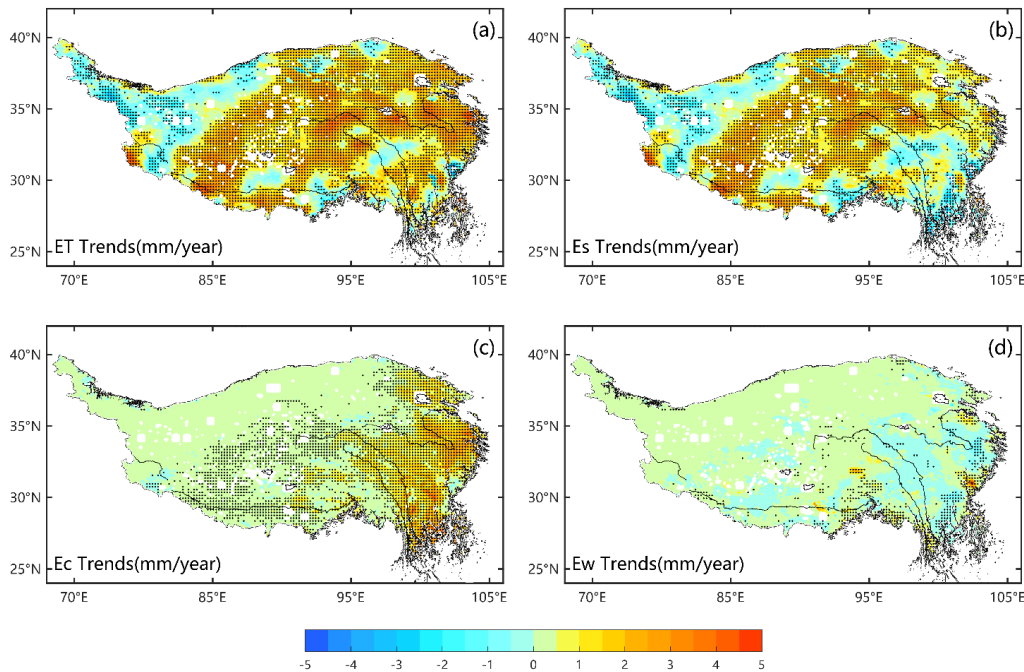 (a)
40°N
35°N
30°N
25°N
ET Trends(mm/year)
70°E 85°E 95°E 105°E
(b)
40°N
35°N
30°N
25°N
Es Trends(mm/year)
70°E 85°E 95°E 105°E
(c)
40°N
35°N
30°N
25°N
Ec Trends(mm/year)
70°E 85°E 95°E 105°E
(d)
40°N
35°N
30°N
25°N
Ew Trends(mm/year)
70°E 85°E 95°E 105°E
-5 -4 -3 -2 -1 0 1 2 3 4 5